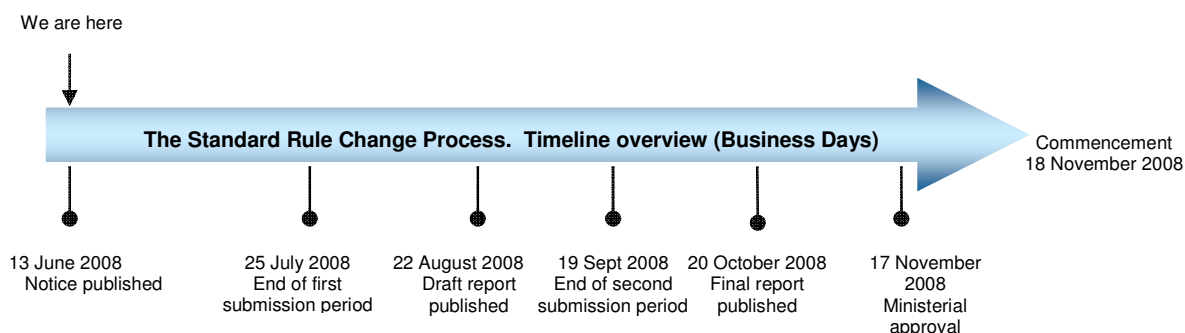 We are here
The Standard Rule Change Process. Timeline overview (Business Days)
Commencement
18 November 2008
13 June 2008
Notice published
25 July 2008
End of first
submission period
22 August 2008
Draft report
published
19 Sept 2008
End of second
submission period
20 October 2008
Final report
published
17 November
2008
Ministerial
approval